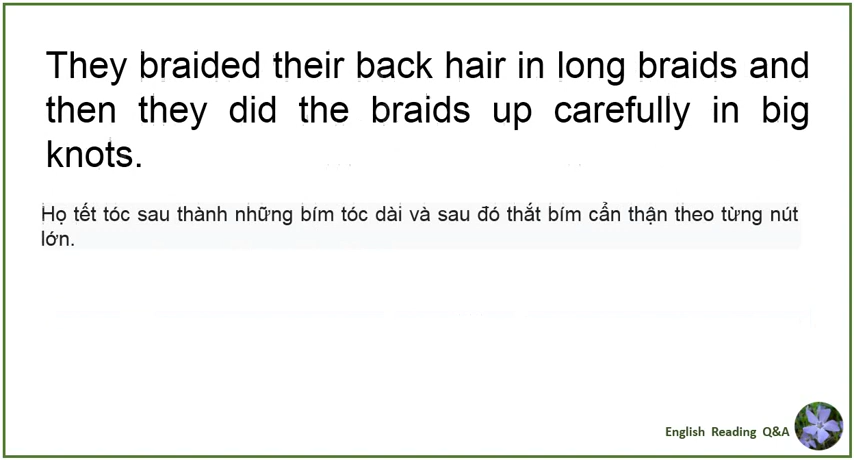 They braided their back hair in long braids and
then they did the braids up carefully in big
knots.
Họ tết tóc sau thành những bím tóc dài và sau đó thắt bím cẩn thận theo từng nút
lớn.
English Reading Q&A